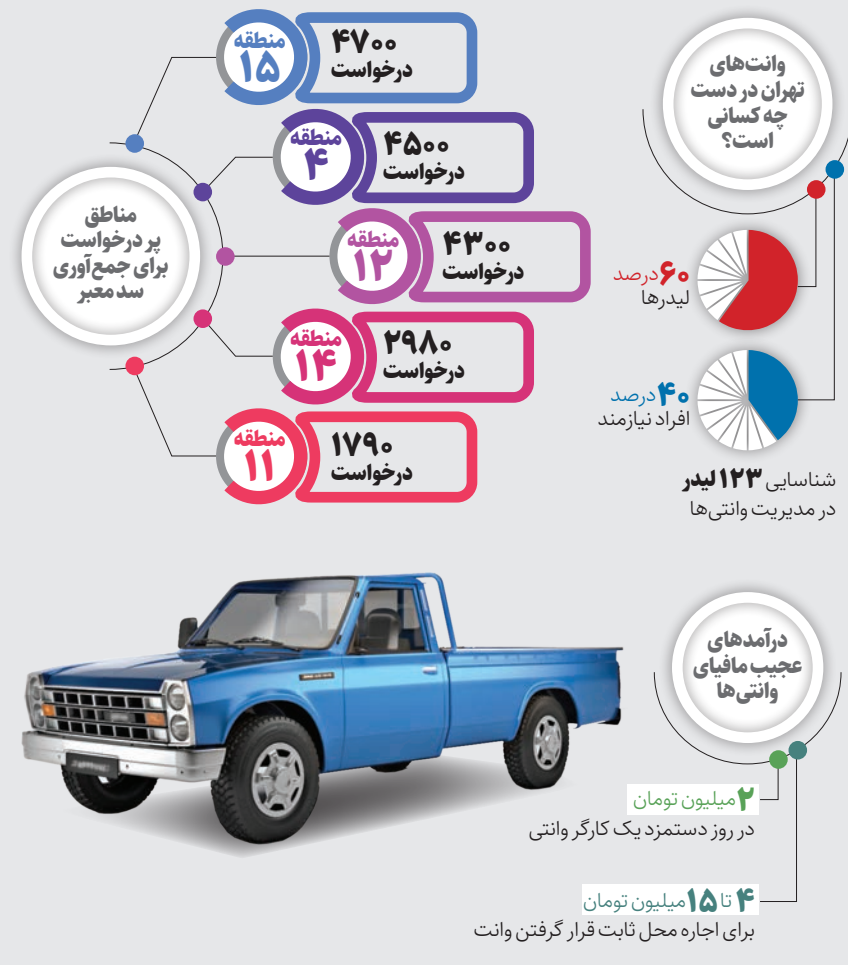 وانت‌های
تهران در دست
چه کسانی
است؟
۶۰ درصد
لیدرها
۴۰ درصد
افراد نیازمند
شناسایی ۱۲۳ لیدر
در مدیریت وانتی‌ها
مناطق
پر درخواست
برای جمع‌آوری
سد معبر
منطقه
۱۵
۴۷۰۰
درخواست
منطقه
۴
۴۵۰۰
درخواست
منطقه
۱۲
۴۳۰۰
درخواست
منطقه
۱۴
۲۹۸۰
درخواست
منطقه
۱۱
۱۷۹۰
درخواست
درآمدهای
عجیب مافیای
وانتی‌ها
۲ میلیون تومان
در روز دستمزد یک کارگر وانتی
۴ تا ۱۵ میلیون تومان
برای اجاره محل ثابت قرار گرفتن وانت